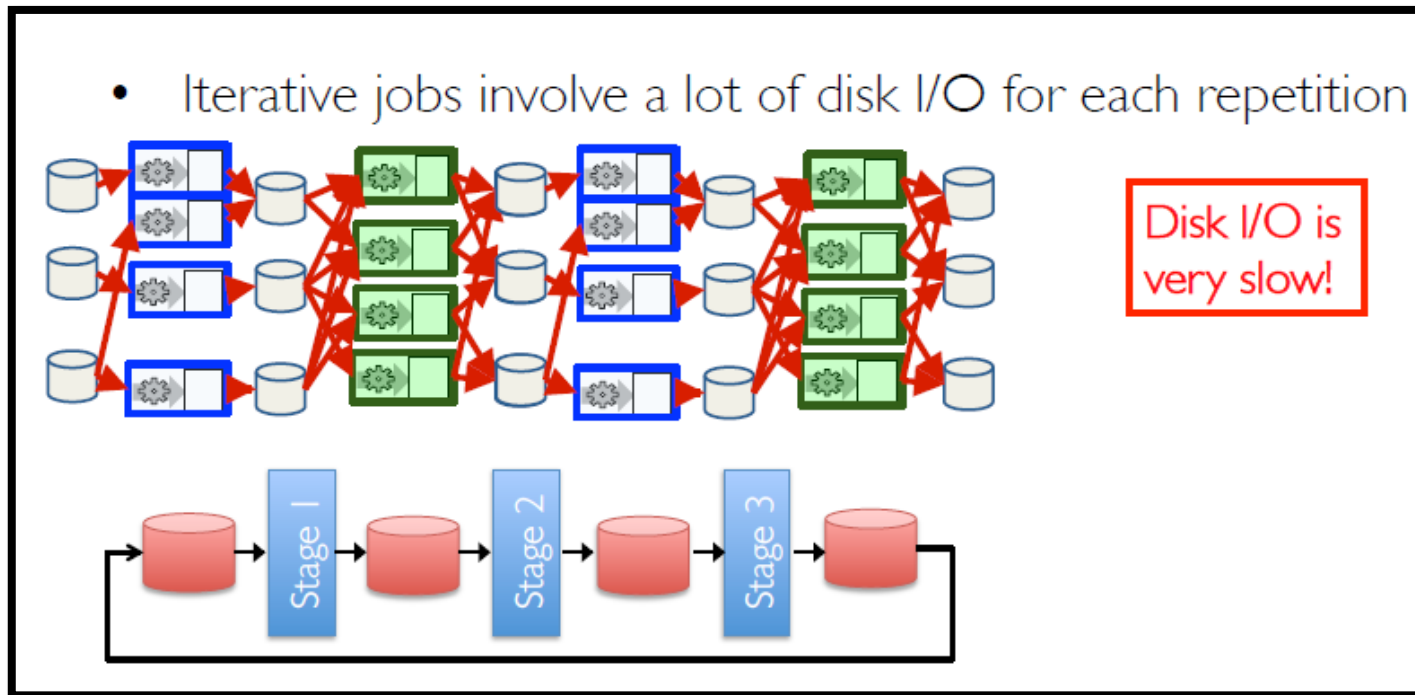 • Iterative jobs involve a lot of disk I/O for each repetition
Disk I/O is
very slow!
Stage 1
Stage 2
Stage 3